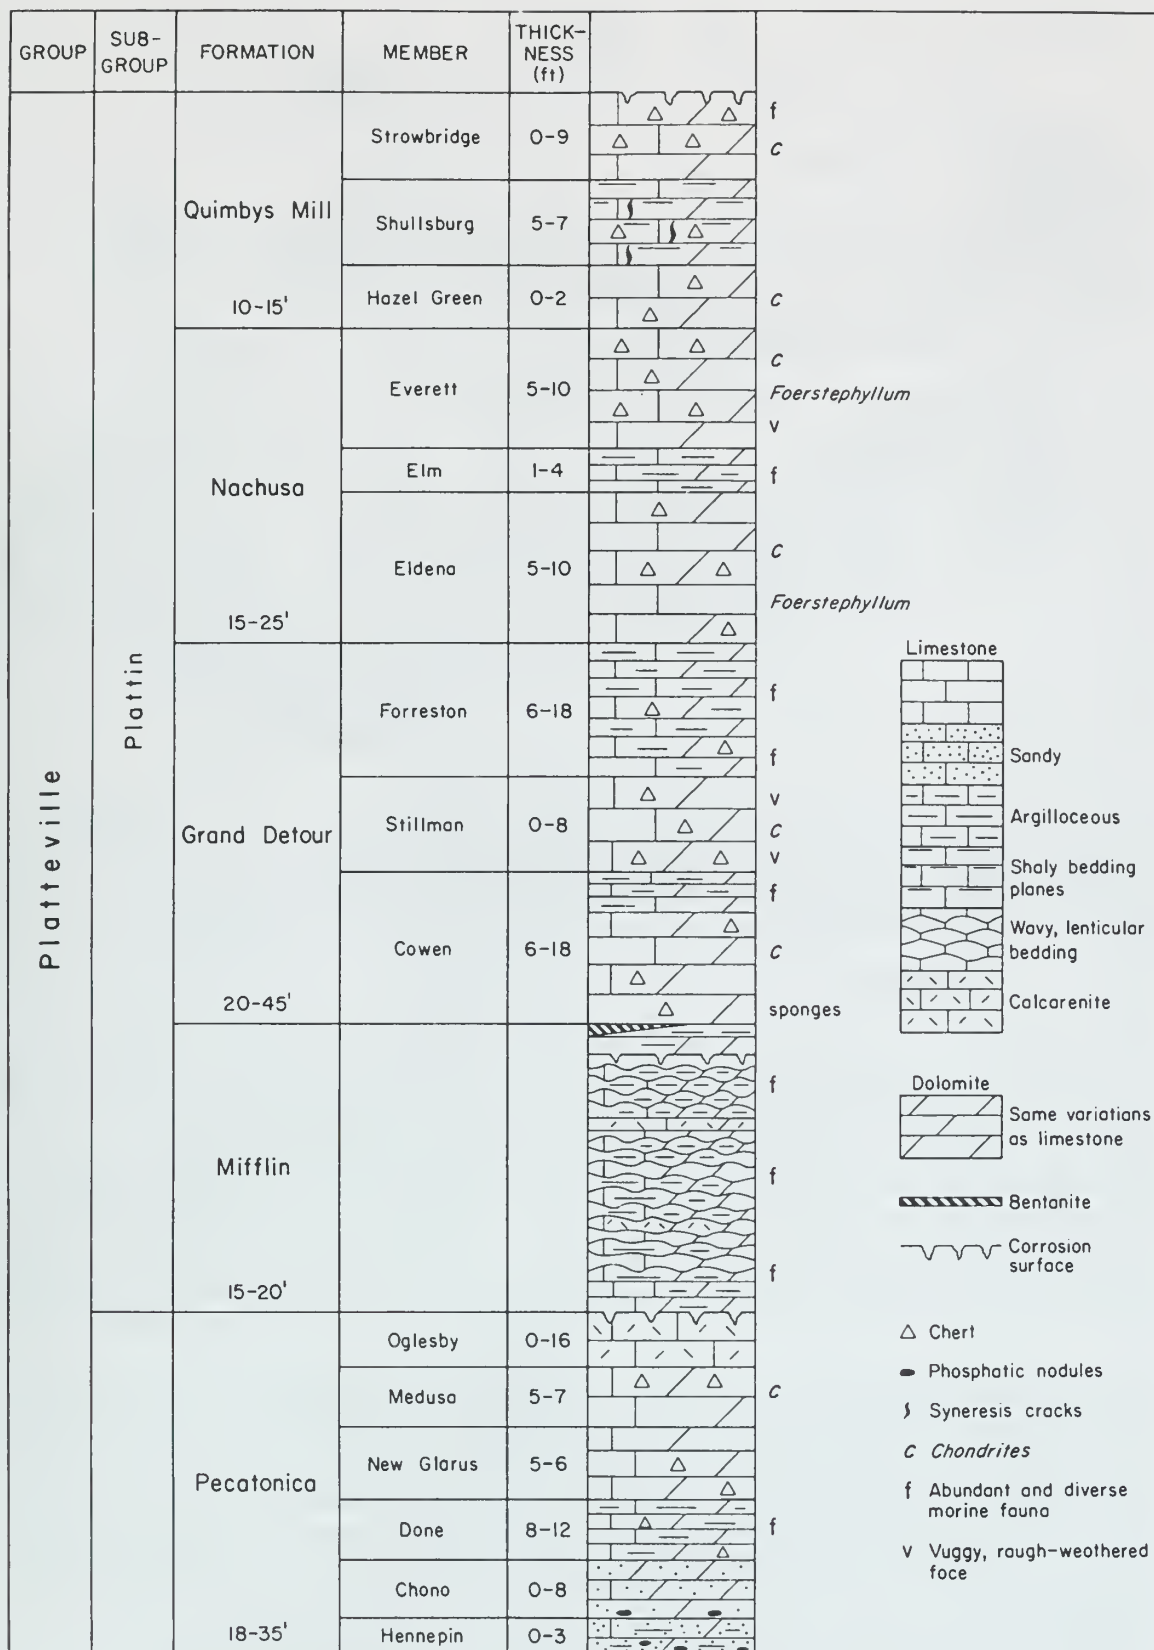 GROUP
SUB-
GROUP
FORMATION
MEMBER
THICK-
NESS
(ft)
Platteville
Plattin
Quimbys Mill
10-15'
Strowbridge
0-9
f
C
Shullsburg
5-7
Hazel Green
0-2
C
Nachusa
15-25'
Everett
5-10
C
Foerstephyllum
v
Elm
1-4
f
Eldena
5-10
C
Foerstephyllum
Grand Detour
20-45'
Forreston
6-18
f
f
Stillman
0-8
v
C
v
Cowen
6-18
f
C
sponges
Mifflin
15-20'
f
f
f
Pecatonica
18-35'
Oglesby
0-16
Medusa
5-7
C
New Glarus
5-6
Dane
8-12
f
Chana
0-8
Hennepin
0-3
Limestone
Sandy
Argillaceous
Shaly bedding
planes
Wavy, lenticular
bedding
Calcarenite
Dolomite
Same variations
as limestone
Bentonite
Corrosion
surface
Chert
Phosphatic nodules
Syneresis cracks
C Chondrites
f Abundant and diverse
marine fauna
v Vuggy, rough-weathered
face